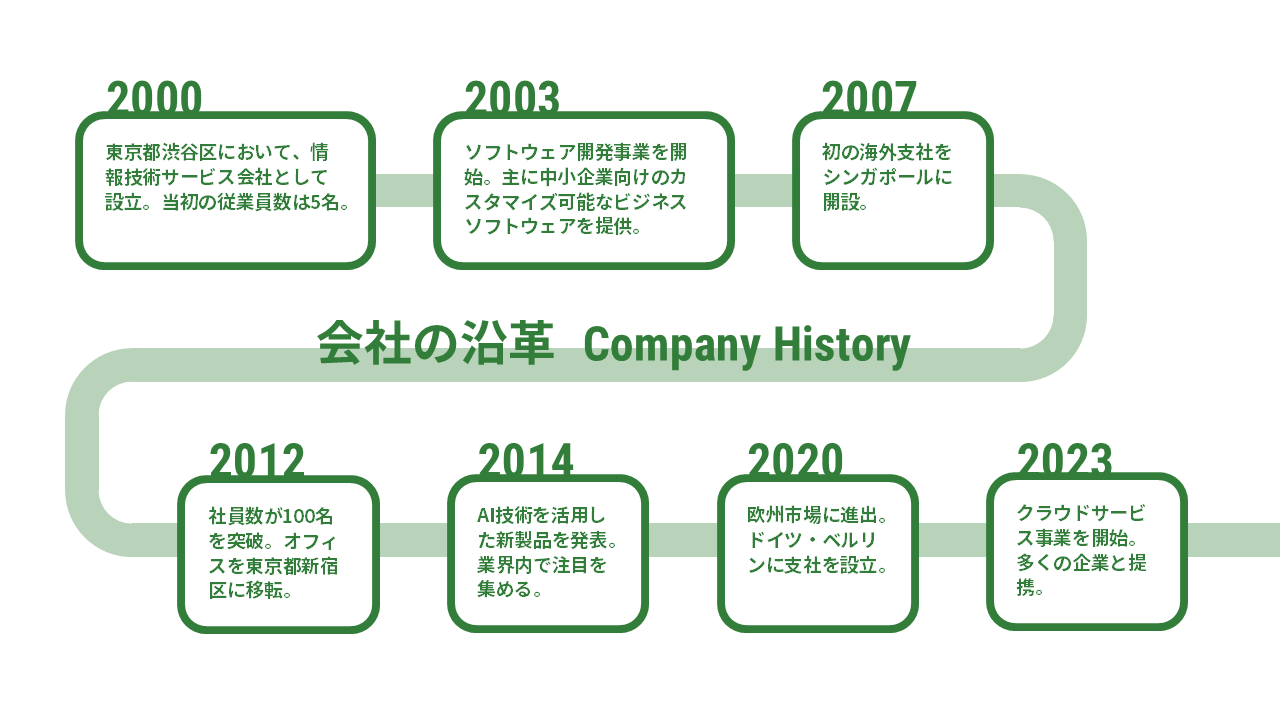 2000
東京都渋谷区において、情
報技術サービス会社として
設立。当初の従業員数は5名。
2003
ソフトウェア開発事業を開
始。主に中小企業向けのカ
スタマイズ可能なビジネス
ソフトウェアを提供。
2007
初の海外支社を
シンガポールに
開設。
会社の沿革 Company History
2012
社員数が100名
を突破。オフィ
スを東京都新宿
区に移転。
2014
AI技術を活用し
た新製品を発表。
業界内で注目を
集める。
2020
欧州市場に進出。
ドイツ・ベルリ
ンに支社を設立。
2023
クラウドサービ
ス事業を開始。
多くの企業と提
携。